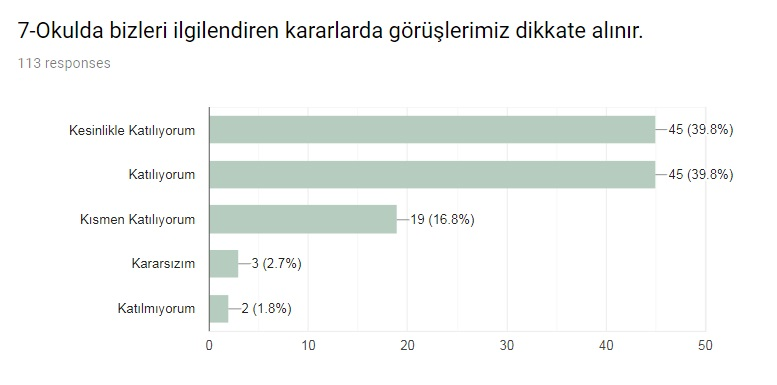 7-Okulda bizleri ilgilendiren kararlarda görüşlerimiz dikkate alınır.
113 responses
Kesinlikle Katılıyorum 45 (39.8%)
Katılıyorum 45 (39.8%)
Kısmen Katılıyorum 19 (16.8%)
Kararsızım 3 (2.7%)
Katılmıyorum 2 (1.8%)
0 10 20 30 40 50